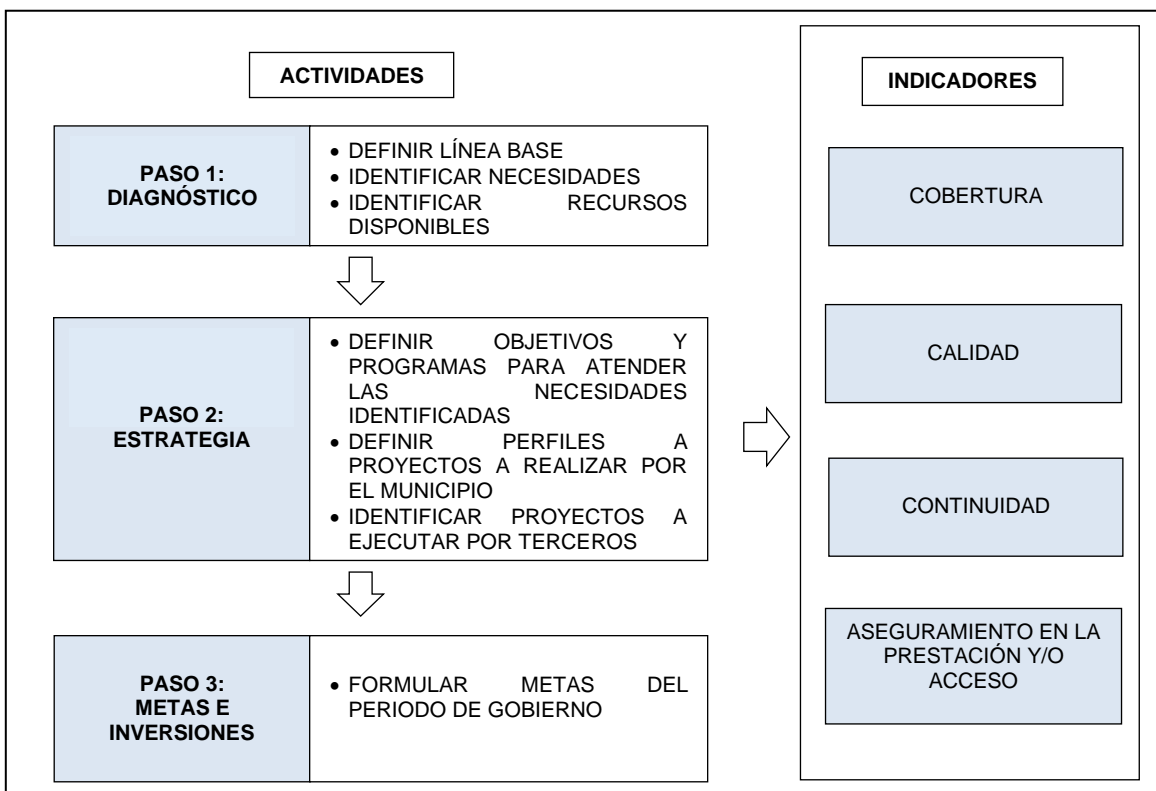 ACTIVIDADES
PASO 1:
DIAGNÓSTICO
• DEFINIR LÍNEA BASE
• IDENTIFICAR NECESIDADES
• IDENTIFICAR RECURSOS
DISPONIBLES
PASO 2:
ESTRATEGIA
• DEFINIR OBJETIVOS Y
PROGRAMAS PARA ATENDER
LAS NECESIDADES
IDENTIFICADAS
• DEFINIR PERFILES A
PROYECTOS A REALIZAR POR
EL MUNICIPIO
• IDENTIFICAR PROYECTOS A
EJECUTAR POR TERCEROS
PASO 3:
METAS E
INVERSIONES
• FORMULAR METAS DEL
PERIODO DE GOBIERNO
INDICADORES
COBERTURA
CALIDAD
CONTINUIDAD
ASEGURAMIENTO EN LA
PRESTACIÓN Y/O
ACCESO